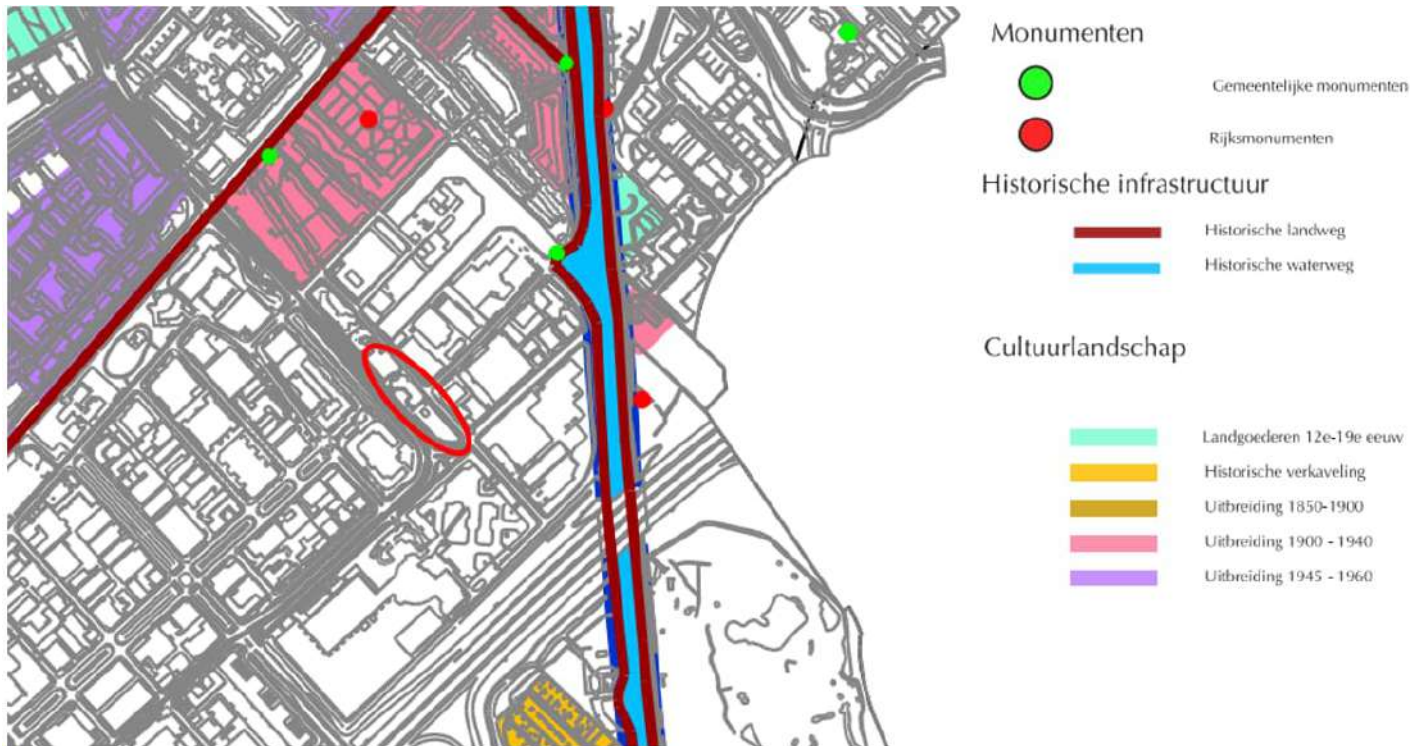 Monumenten
Gemeentelijke monumenten
Rijksmonumenten
Historische infrastructuur
Historische landweg
Historische waterweg
Cultuurlandschap
Landgoederen 12e-19e eeuw
Historische verkaveling
Uitbreiding 1850-1900
Uitbreiding 1900 - 1940
Uitbreiding 1945 - 1960